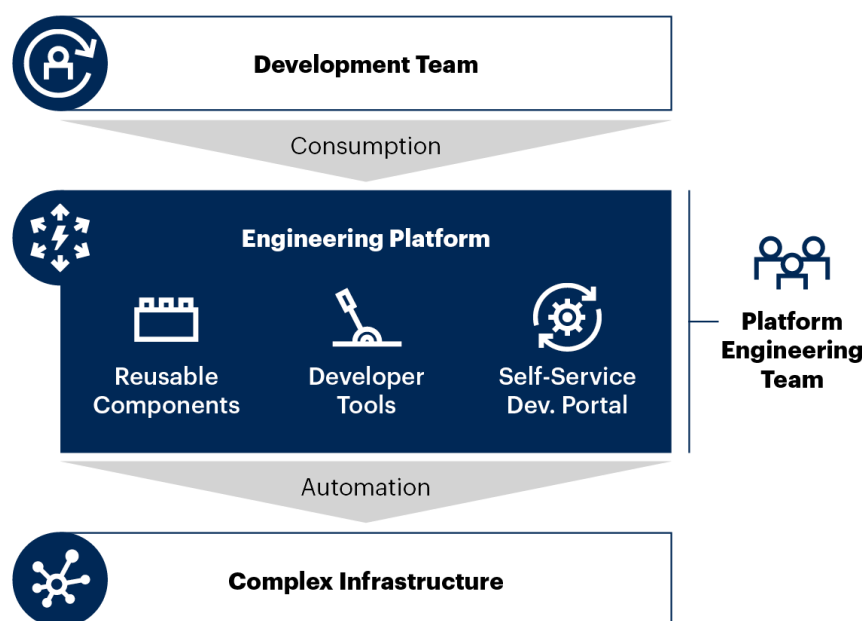 Development Team
Consumption
Engineering Platform
Reusable
Components
Developer
Tools
Self-Service
Dev. Portal
Platform
Engineering
Team
Automation
Complex Infrastructure